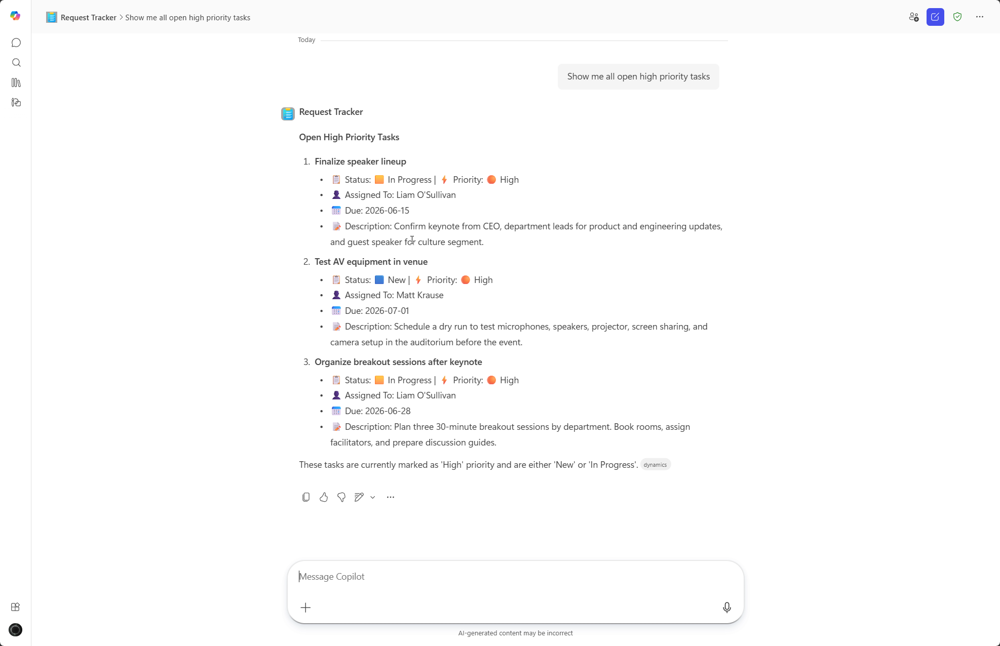 Request Tracker > Show me all open high priority tasks
Today
Show me all open high priority tasks
Request Tracker
Open High Priority Tasks
1. Finalize speaker lineup
• Status: In Progress | Priority: High
• Assigned To: Liam O'Sullivan
• Due: 2026-06-15
• Description: Confirm keynote from CEO, department leads for product and engineering updates,
and guest speaker for culture segment.
2. Test AV equipment in venue
• Status: New | Priority: High
• Assigned To: Matt Krause
• Due: 2026-07-01
• Description: Schedule a dry run to test microphones, speakers, projector, screen sharing, and
camera setup in the auditorium before the event.
3. Organize breakout sessions after keynote
• Status: In Progress | Priority: High
• Assigned To: Liam O'Sullivan
• Due: 2026-06-28
• Description: Plan three 30-minute breakout sessions by department. Book rooms, assign
facilitators, and prepare discussion guides.
These tasks are currently marked as 'High' priority and are either 'New' or 'In Progress'. dynamics
Message Copilot
AI-generated content may be incorrect